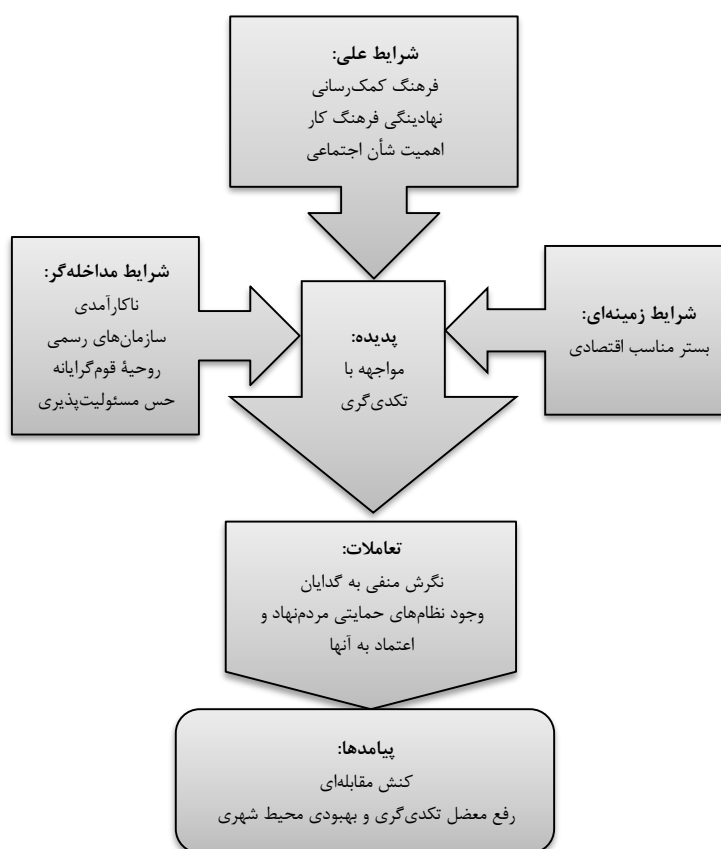 شرایط علی:
فرهنگ کمک‌رسانی
نهادینگی فرهنگ کار
اهمیت شأن اجتماعی
شرایط زمینه‌ای:
بستر مناسب اقتصادی
پدیده:
مواجهه با
تکدی‌گری
شرایط مداخله‌گر:
ناکارآمدی
سازمان‌های رسمی
روحیۀ قوم‌گرایانه
حس مسئولیت‌پذیری
تعاملات:
نگرش منفی به گدایان
وجود نظام‌های حمایتی مردم‌نهاد و
اعتماد به آنها
پیامدها:
کنش مقابله‌ای
رفع معضل تکدی‌گری و بهبودی محیط شهری